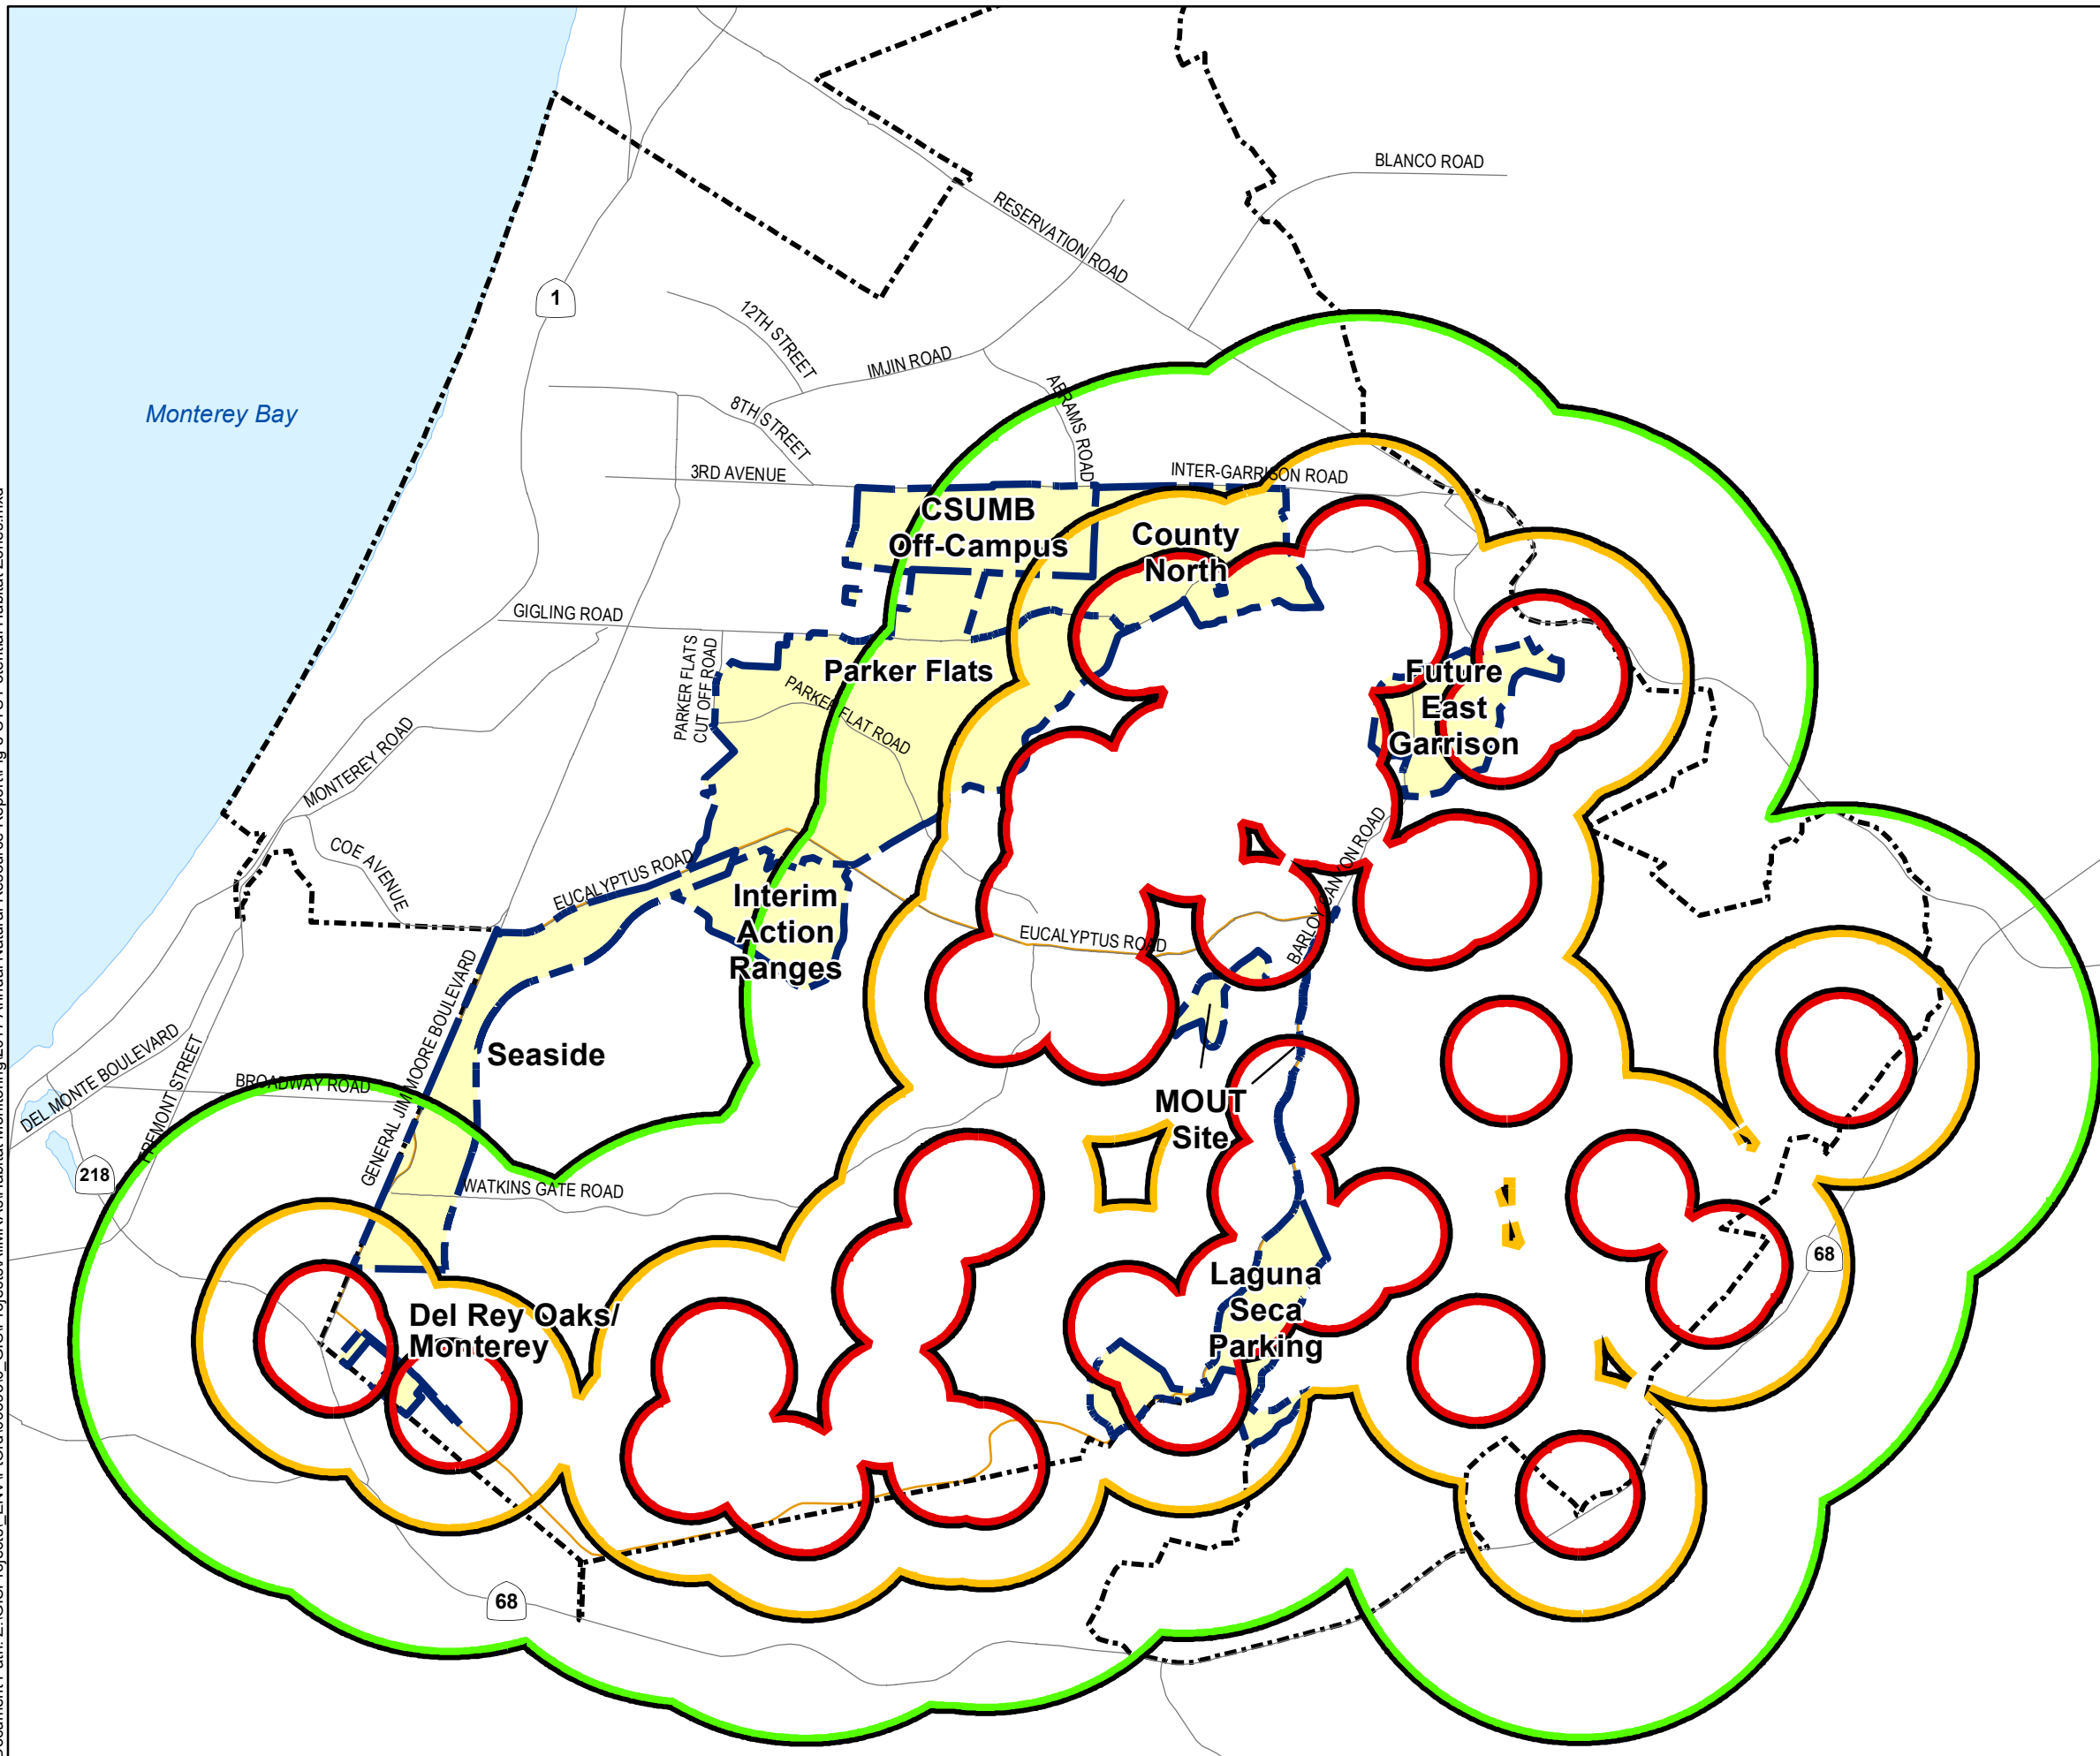 BLANCO ROAD
RESERVATION ROAD
1
12TH STREET
IMJIN ROAD
ABRAMS ROAD
8TH STREET
Monterey Bay
3RD AVENUE
INTER-GARRISON ROAD
CSUMB
Off-Campus
County
North
GIGLING ROAD
PARKER FLATS
CUT OFF ROAD
Parker Flats
PARKER FLAT ROAD
Future
East
Garrison
MONTEREY ROAD
COE AVENUE
EUCALYPTUS ROAD
Interim
Action
Ranges
EUCALYPTUS ROAD
BARLOY CANYON ROAD
GENERAL JIM MOORE BOULEVARD
Seaside
DEL MONTE BOULEVARD
FREMONT STREET
BROADWAY ROAD
MOUT
Site
218
WATKINS GATE ROAD
68
Laguna
Seca
Parking
Del Rey Oaks/
Monterey
68